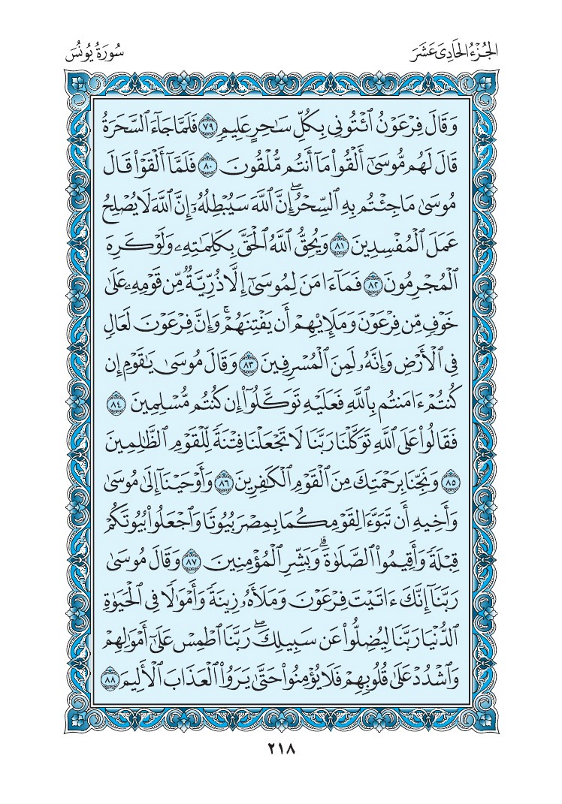 الجُزْءُ الحَادِىَ عَشَرَ
سُورَةُ يُونُسَ
وَقَالَ فِرْعَوْنُ ٱئْتُونِى بِكُلِّ سَٰحِرٍ عَلِيمٍ ٧٩ فَلَمَّا جَآءَ ٱلسَّحَرَةُ
قَالَ لَهُم مُّوسَىٰٓ أَلْقُوا۟ مَآ أَنتُم مُّلْقُونَ ٨٠ فَلَمَّآ أَلْقَوْا۟ قَالَ
مُوسَىٰ مَا جِئْتُم بِهِ ٱلسِّحْرُ ۖ إِنَّ ٱللَّهَ سَيُبْطِلُهُۥٓ ۖ إِنَّ ٱللَّهَ لَا يُصْلِحُ
عَمَلَ ٱلْمُفْسِدِينَ ٨١ وَيُحِقُّ ٱللَّهُ ٱلْحَقَّ بِكَلِمَٰتِهِۦ وَلَوْ كَرِهَ
ٱلْمُجْرِمُونَ ٨٢ فَمَآ ءَامَنَ لِمُوسَىٰٓ إِلَّا ذُرِّيَّةٌ مِّن قَوْمِهِۦ عَلَىٰ
خَوْفٍ مِّن فِرْعَوْنَ وَمَلَإِي۟هِمْ أَن يَفْتِنَهُمْ ۚ وَإِنَّ فِرْعَوْنَ لَعَالٍ
فِى ٱلْأَرْضِ وَإِنَّهُۥ لَمِنَ ٱلْمُسْرِفِينَ ٨٣ وَقَالَ مُوسَىٰ يَٰقَوْمِ إِن
كُنتُمْ ءَامَنتُم بِٱللَّهِ فَعَلَيْهِ تَوَكَّلُوٓا۟ إِن كُنتُم مُّسْلِمِينَ ٨٤
فَقَالُوا۟ عَلَى ٱللَّهِ تَوَكَّلْنَا رَبَّنَا لَا تَجْعَلْنَا فِتْنَةً لِّلْقَوْمِ ٱلظَّٰلِمِينَ
٨٥ وَنَجِّنَا بِرَحْمَتِكَ مِنَ ٱلْقَوْمِ ٱلْكَٰفِرِينَ ٨٦ وَأَوْحَيْنَآ إِلَىٰ مُوسَىٰ
وَأَخِيهِ أَن تَبَوَّءَا لِقَوْمِكُمَا بِمِصْرَ بُيُوتًا وَٱجْعَلُوا۟ بُيُوتَكُمْ
قِبْلَةً وَأَقِيمُوا۟ ٱلصَّلَوٰةَ ۗ وَبَشِّرِ ٱلْمُؤْمِنِينَ ٨٧ وَقَالَ مُوسَىٰ
رَبَّنَآ إِنَّكَ ءَاتَيْتَ فِرْعَوْنَ وَمَلَأَهُۥ زِينَةً وَأَمْوَٰلًا فِى ٱلْحَيَوٰةِ
ٱلدُّنْيَا رَبَّنَا لِيُضِلُّوا۟ عَن سَبِيلِكَ ۖ رَبَّنَا ٱطْمِسْ عَلَىٰٓ أَمْوَٰلِهِمْ
وَٱشْدُدْ عَلَىٰ قُلُوبِهِمْ فَلَا يُؤْمِنُوا۟ حَتَّىٰ يَرَوُا۟ ٱلْعَذَابَ ٱلْأَلِيمَ ٨٨
٢١٨